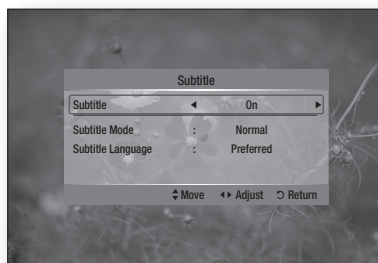 Subtitle
Subtitle ◄ On ►
Subtitle Mode : Normal
Subtitle Language : Preferred
Move Adjust Return